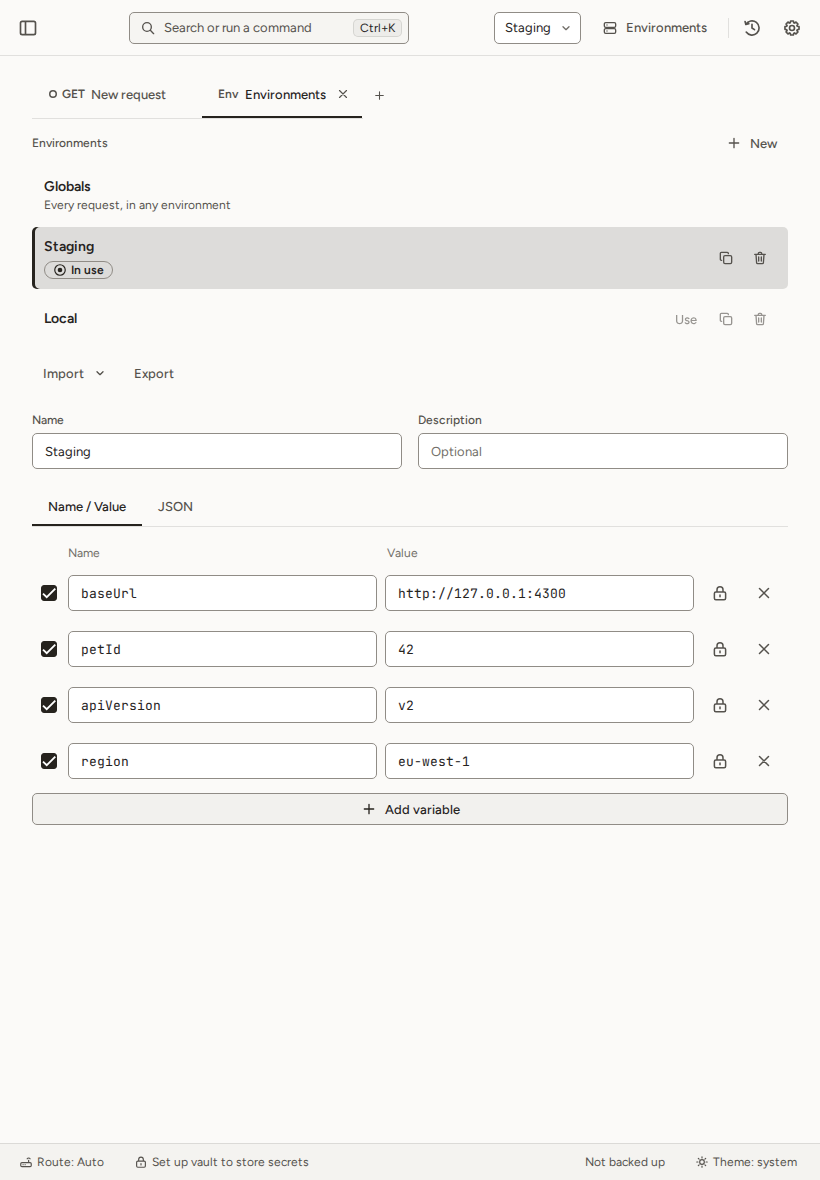 Search or run a command Ctrl+K Staging Environments
GET New request Env Environments
Environments New
Globals
Every request, in any environment
Staging
In use
Local Use
Import Export
Name Description
Staging Optional
Name / Value JSON
Name Value
baseUrl http://127.0.0.1:4300
petId 42
apiVersion v2
region eu-west-1
Add variable
Route: Auto Set up vault to store secrets Not backed up Theme: system